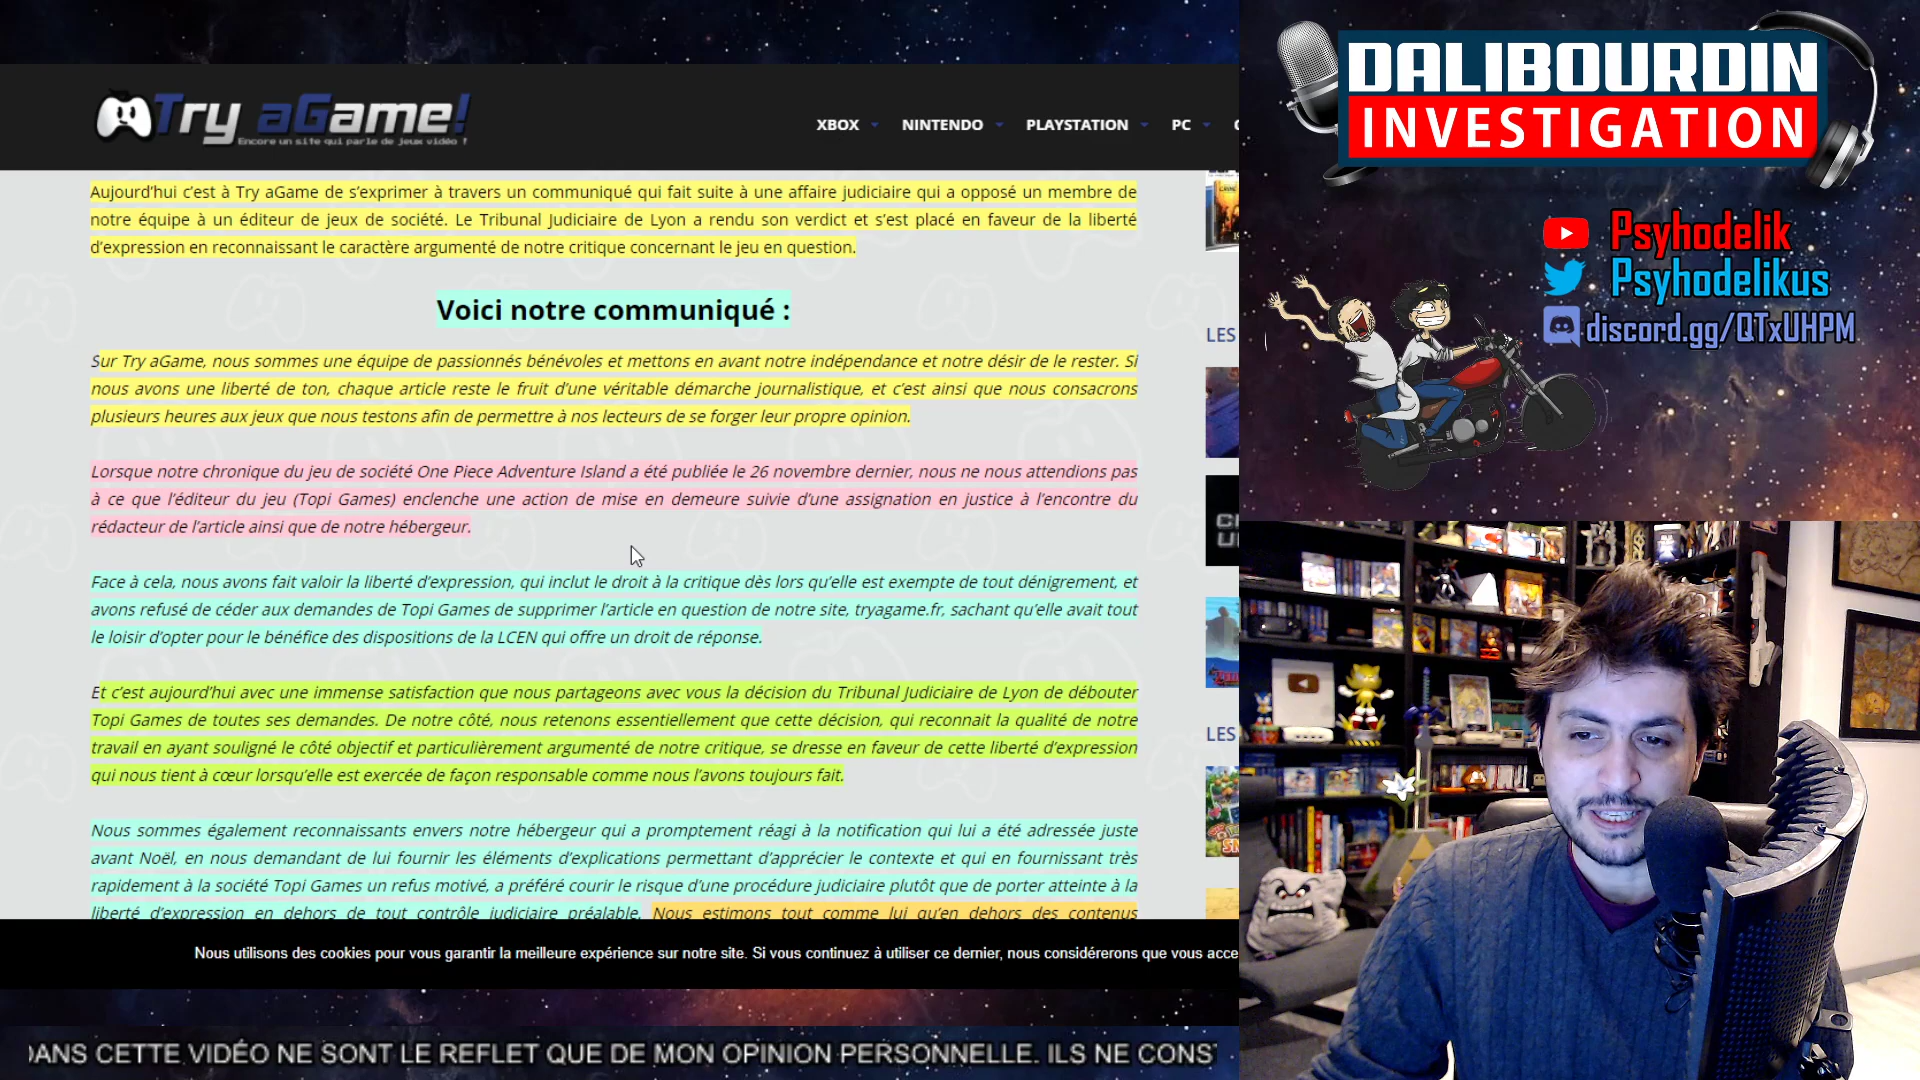 Try aGame!
Encore un site qui parle de jeux vidéo !
XBOX NINTENDO PLAYSTATION PC
Aujourd'hui c'est à Try aGame de s'exprimer à travers un communiqué qui fait suite à une affaire judiciaire qui a opposé un membre de
notre équipe à un éditeur de jeux de société. Le Tribunal Judiciaire de Lyon a rendu son verdict et s'est placé en faveur de la liberté
d'expression en reconnaissant le caractère argumenté de notre critique concernant le jeu en question.
Voici notre communiqué :
Sur Try aGame, nous sommes une équipe de passionnés bénévoles et mettons en avant notre indépendance et notre désir de le rester. Si
nous avons une liberté de ton, chaque article reste le fruit d'une véritable démarche journalistique, et c'est ainsi que nous consacrons
plusieurs heures aux jeux que nous testons afin de permettre à nos lecteurs de se forger leur propre opinion.
Lorsque notre chronique du jeu de société One Piece Adventure Island a été publiée le 26 novembre dernier, nous ne nous attendions pas
à ce que l'éditeur du jeu (Topi Games) enclenche une action de mise en demeure suivie d'une assignation en justice à l'encontre du
rédacteur de l'article ainsi que de notre hébergeur.
Face à cela, nous avons fait valoir la liberté d'expression, qui inclut le droit à la critique dès lors qu'elle est exempte de tout dénigrement, et
avons refusé de céder aux demandes de Topi Games de supprimer l'article en question de notre site, tryagame.fr, sachant qu'elle avait tout
le loisir d'opter pour le bénéfice des dispositions de la LCEN qui offre un droit de réponse.
Et c'est aujourd'hui avec une immense satisfaction que nous partageons avec vous la décision du Tribunal Judiciaire de Lyon de débouter
Topi Games de toutes ses demandes. De notre côté, nous retenons essentiellement que cette décision, qui reconnait la qualité de notre
travail en ayant souligné le côté objectif et particulièrement argumenté de notre critique, se dresse en faveur de cette liberté d'expression
qui nous tient à cœur lorsqu'elle est exercée de façon responsable comme nous l'avons toujours fait.
Nous sommes également reconnaissants envers notre hébergeur qui a promptement réagi à la notification qui lui a été adressée juste
avant Noël, en nous demandant de lui fournir les éléments d'explications permettant d'apprécier le contexte et qui en fournissant très
rapidement à la société Topi Games un refus motivé, a préféré courir le risque d'une procédure judiciaire plutôt que de porter atteinte à la
liberté d'expression en dehors de tout contrôle judiciaire préalable. Nous estimons tout comme lui qu'en dehors des contenus
LES
LES
Nous utilisons des cookies pour vous garantir la meilleure expérience sur notre site. Si vous continuez à utiliser ce dernier, nous considérerons que vous acce
DANS CETTE VIDÉO NE SONT LE REFLET QUE DE MON OPINION PERSONNELLE. ILS NE CONS
DALIBOURDIN
INVESTIGATION
Psyhodelik
Psyhodelikus
discord.gg/QTxUHPM